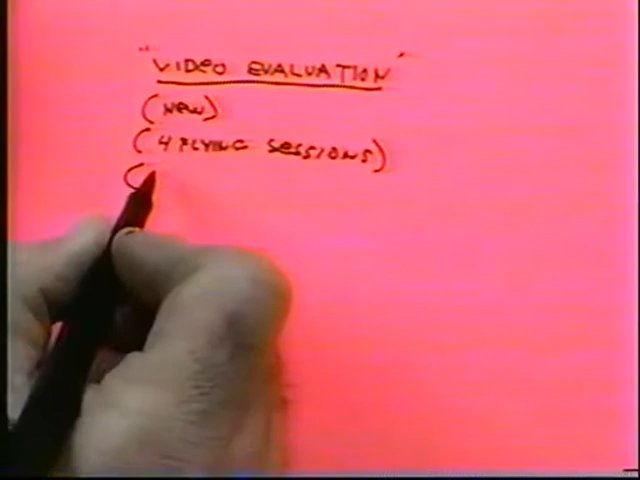 "VIDEO EVALUATION"
(NEW)
(4 FLYING SESSIONS)
(